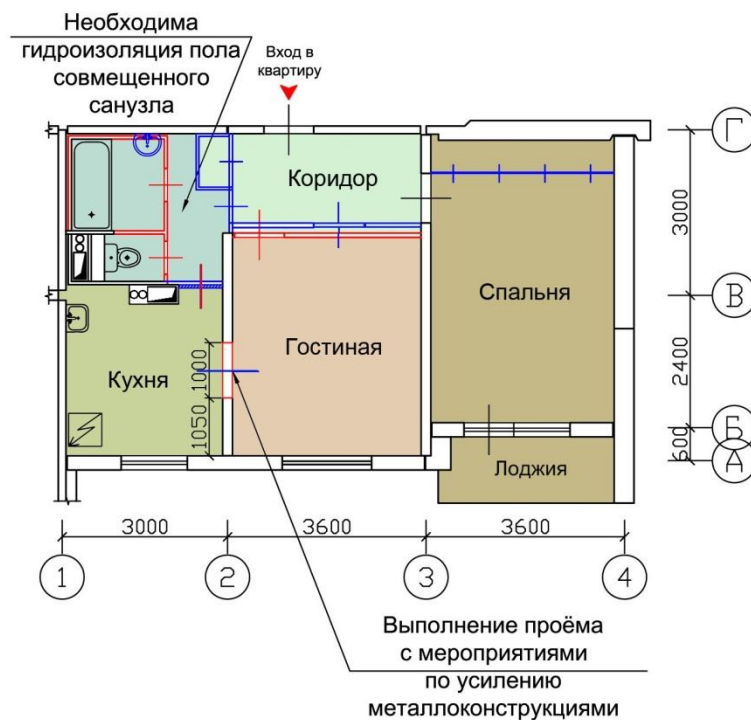 Необходима
гидроизоляция пола
совмещенного
санузла
Вход в
квартиру
Г
Коридор
3000
Спальня
В
Гостиная
1000
Кухня
2400
1050
Б
600
Лоджия
А
3000
3600
3600
1
2
3
4
Выполнение проёма
с мероприятиями
по усилению
металлоконструкциями